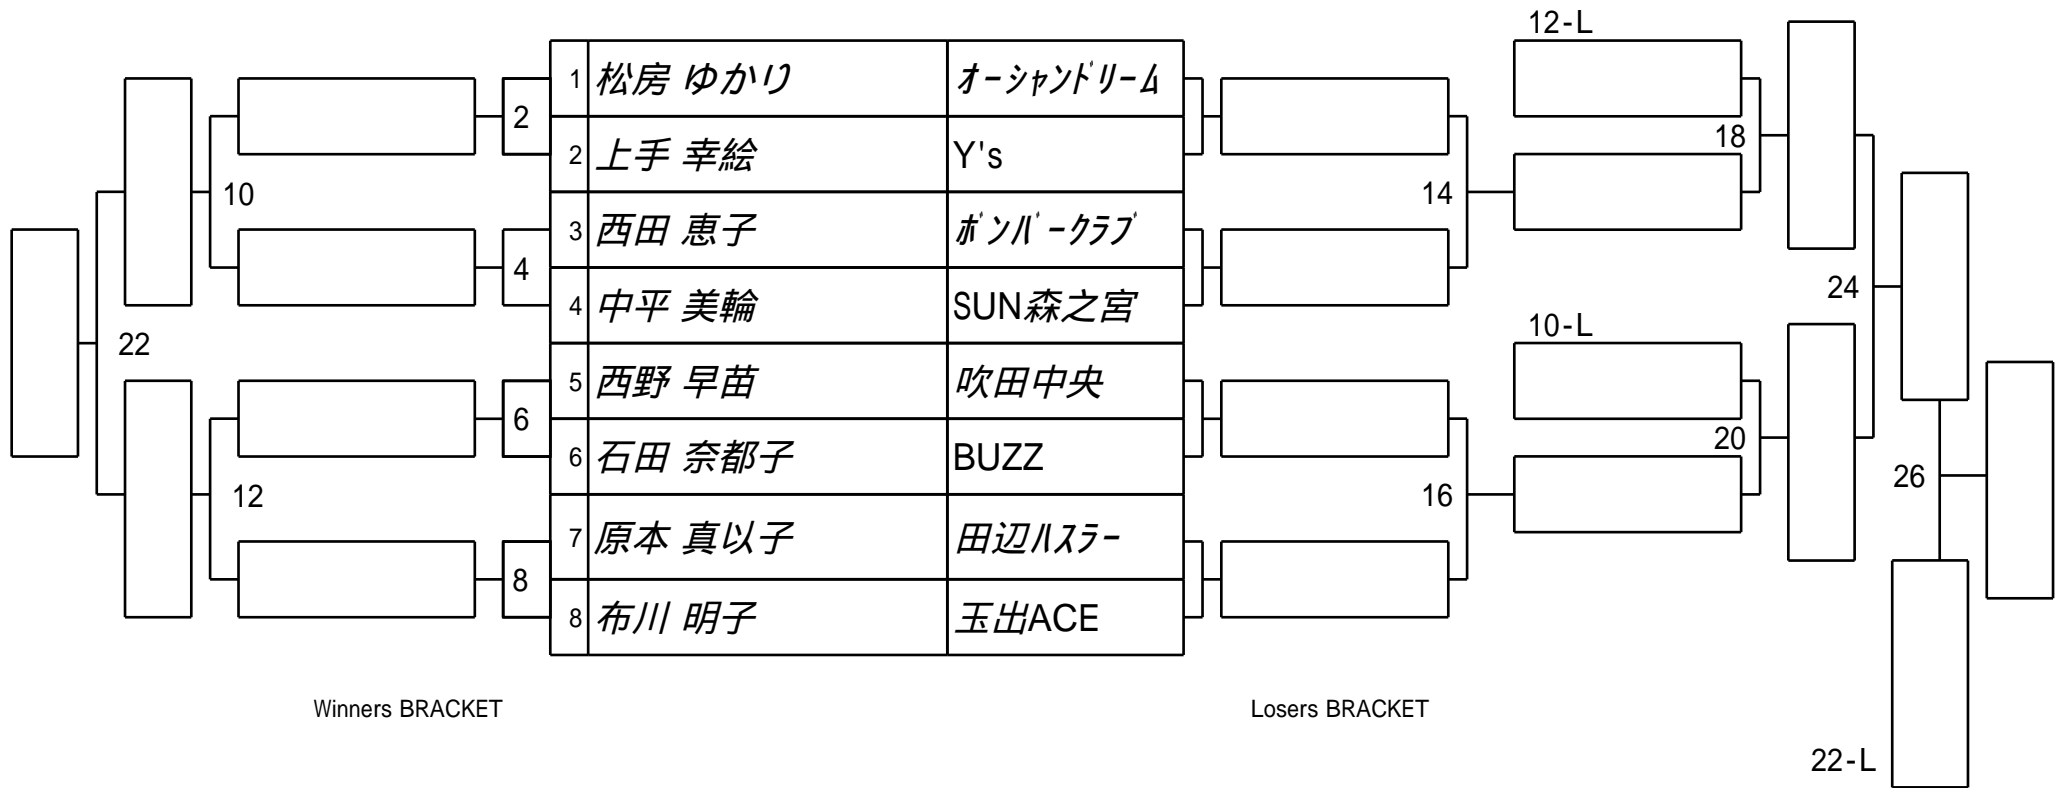 12-L
1 松房 ゆかり オーシャンドリーム
2
2 上手 幸絵 Y's
18
10
14
3 西田 恵子 ボンバークラブ
4
4 中平 美輪 SUN森之宮
24
10-L
22
5 西野 早苗 吹田中央
6
20
6 石田 奈都子 BUZZ
26
12
16
7 原本 真以子 田辺ハスラー
8
8 布川 明子 玉出ACE
Winners BRACKET
Losers BRACKET
22-L